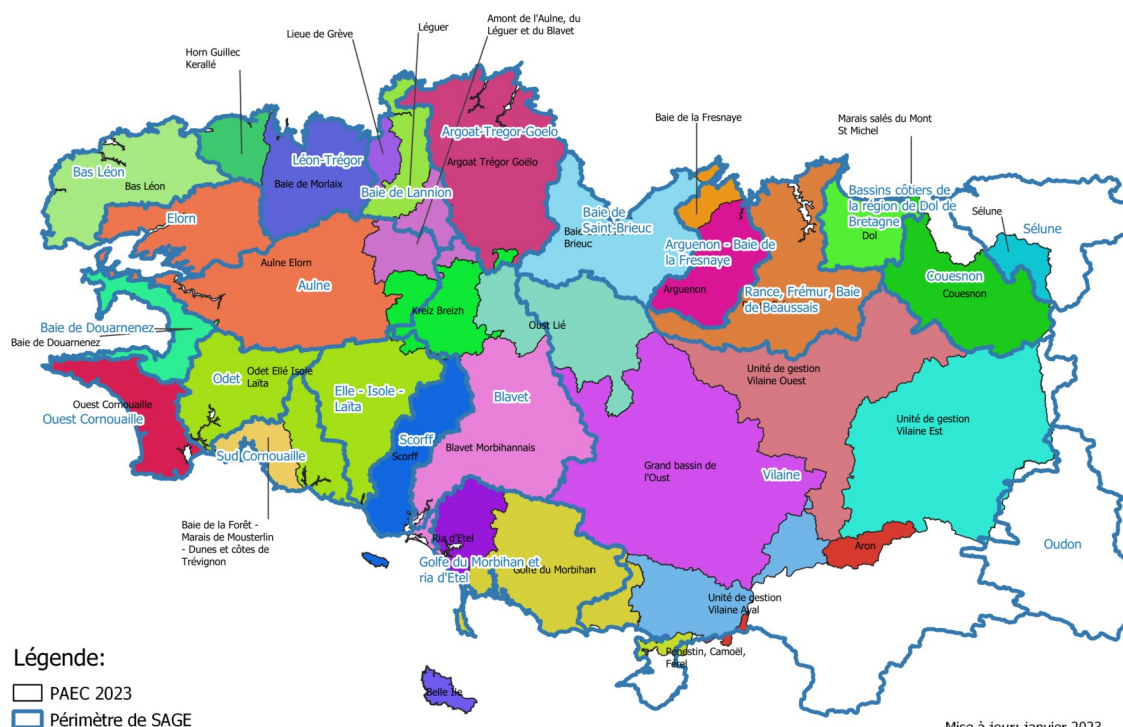 Amont de l'Aulne, du
Léguer et du Blavet
Lieue de Grève
Léguer
Horn Guillec
Kerallé
Baie de la Fresnaye
Marais salés du Mont
St Michel
Argoat-Tregor-Goelo
Argoat Trégor Goëlo
Léon-Trégor
Baie de Morlaix
Bas Léon
Bas Léon
Baie de Lannion
Bassins côtiers de
la région de Dol de
Bretagne
Dol
Sélune
Sélune
Elorn
Baie de
Saint-Brieuc
Brieuc
Arguenon - Baie de
la Fresnaye
Arguenon
Couesnon
Couesnon
Aulne Elorn
Aulne
Rance, Frémur, Baie
de Beaussais
Kreiz Breizh
Oust Lié
Baie de Douarnenez
Baie de Douarnenez
Unité de gestion
Vilaine Ouest
Odet
Odet Ellé Isole
Laïta
Elle - Isole -
Laïta
Ouest Cornouaille
Ouest Cornouaille
Blavet
Unité de gestion
Vilaine Est
Scorff
Scorff
Sud Cornouaille
Blavet Morbihannais
Grand bassin de
l'Oust
Vilaine
Baie de la Forêt -
Marais de Mousterlin
- Dunes et côtes de
Trévignon
Ria d'Etel
Golfe du Morbihan et
ria d'Etel
Golfe du Morbihan
Aron
Oudon
Unité de gestion
Vilaine Aval
Pénestin, Camoël,
Férel
Belle Ile
Légende:
PAEC 2023
Périmètre de SAGE
Mise à jour: janvier 2023